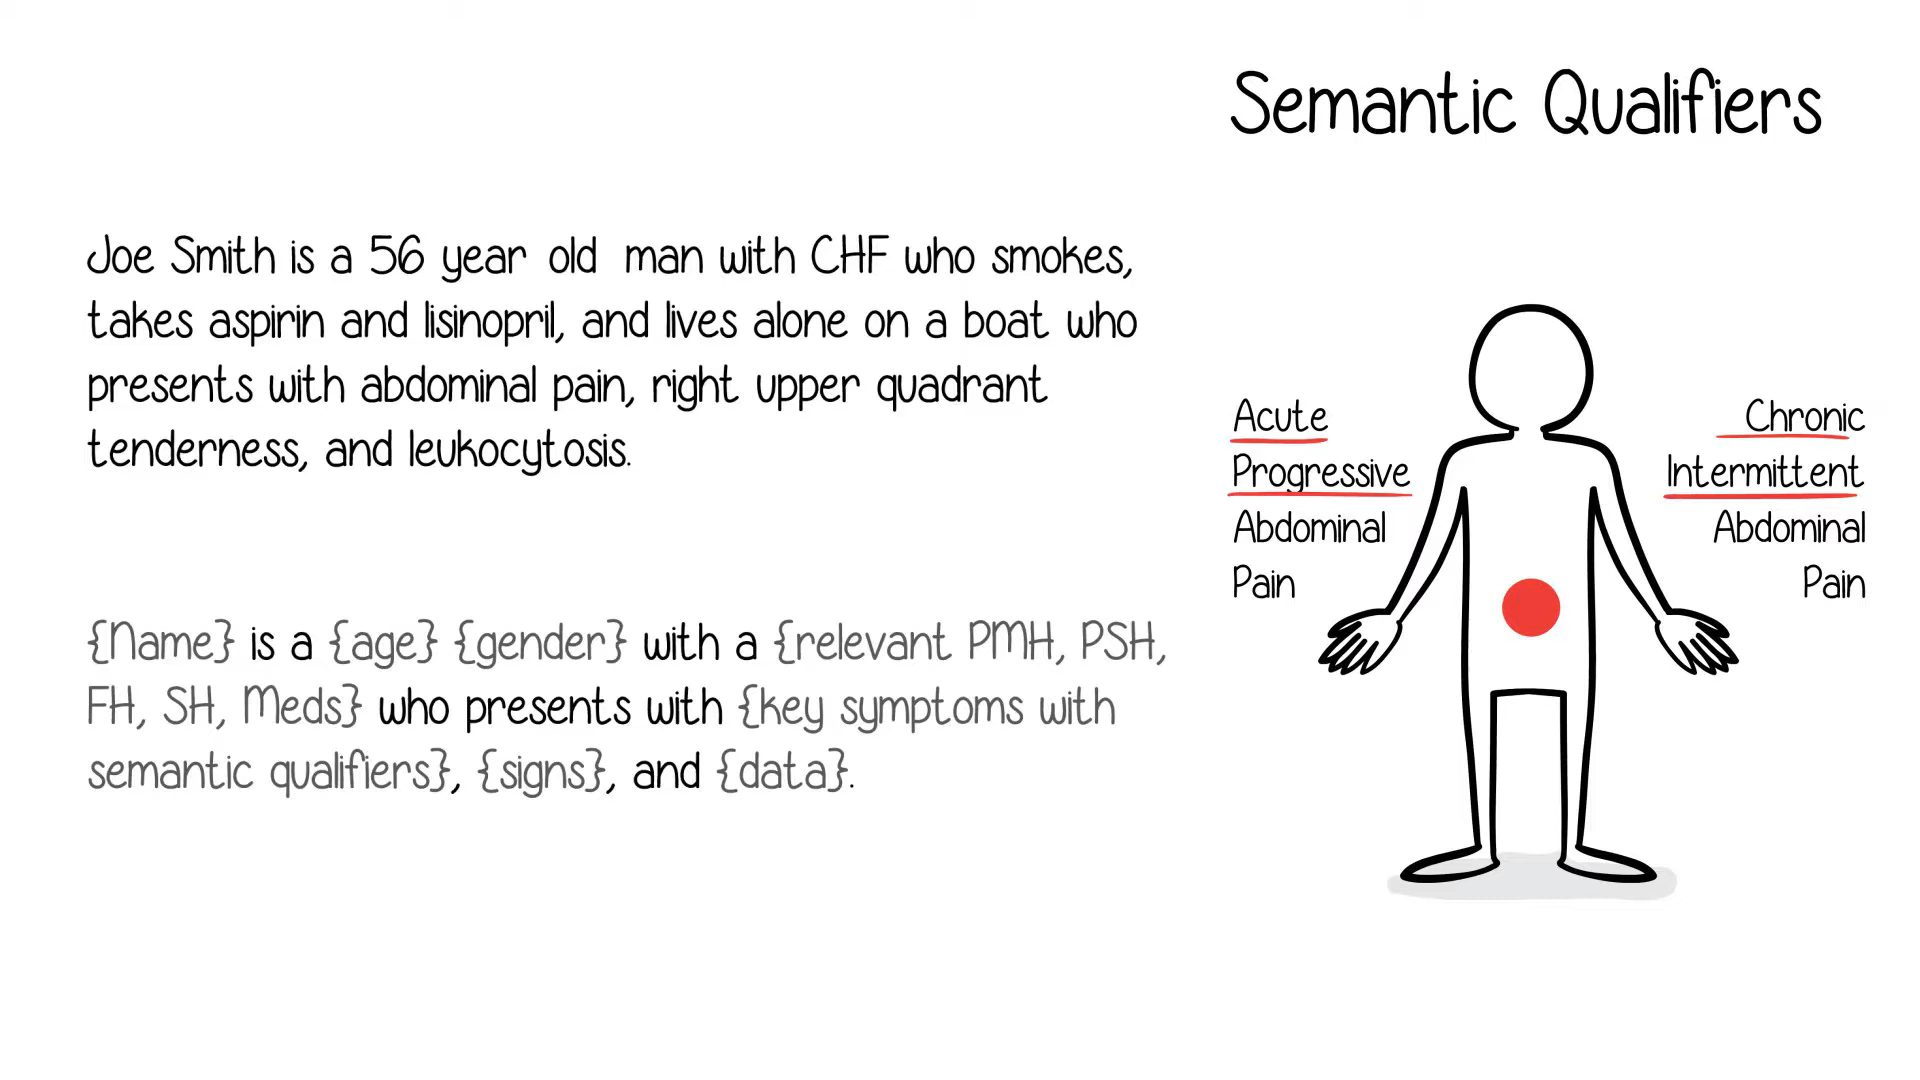 Semantic Qualifiers
Joe Smith is a 56 year old man with CHF who smokes,
takes aspirin and lisinopril, and lives alone on a boat who
presents with abdominal pain, right upper quadrant
tenderness, and leukocytosis.
{Name} is a {age} {gender} with a {relevant PMH, PSH,
FH, SH, Meds} who presents with {key symptoms with
semantic qualifiers}, {signs}, and {data}.
Acute
Progressive
Abdominal
Pain
Chronic
Intermittent
Abdominal
Pain